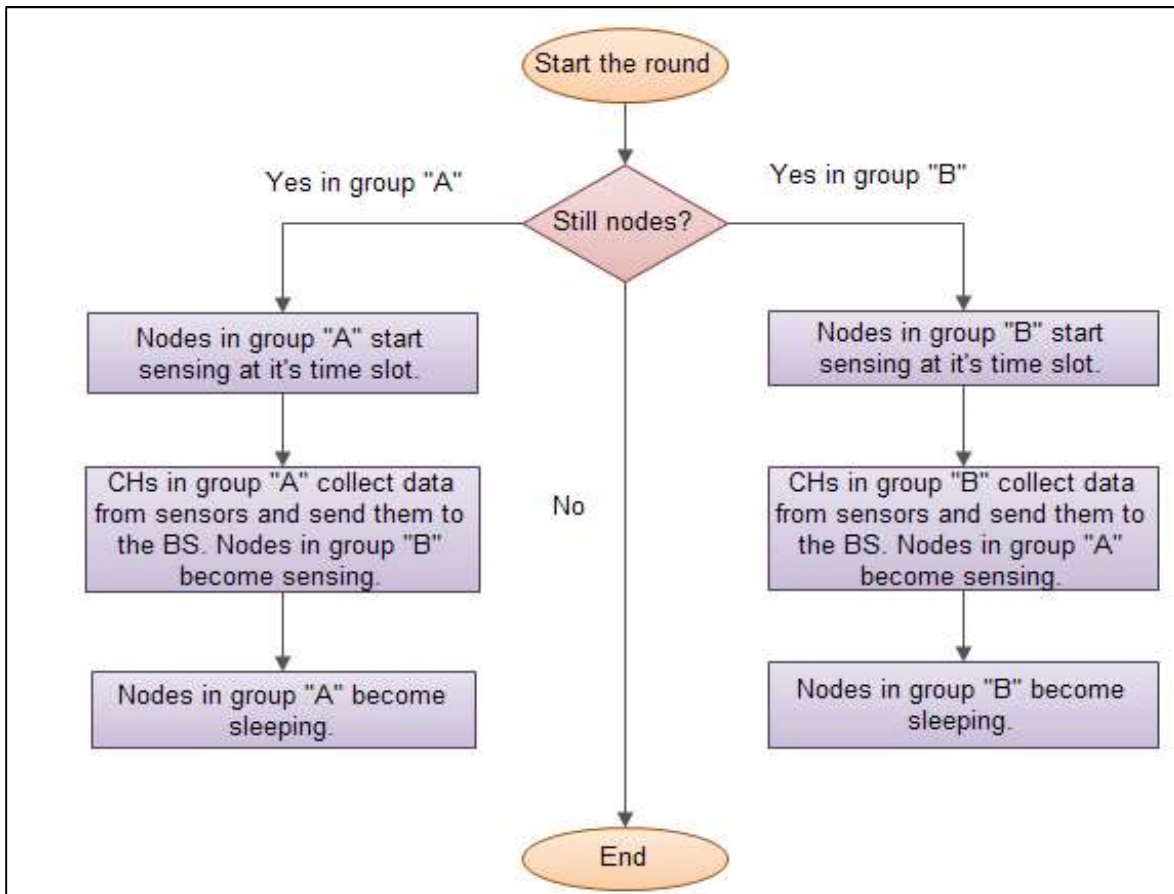 Start the round
Yes in group "A"
Yes in group "B"
Still nodes?
Nodes in group "A" start
sensing at it's time slot.
Nodes in group "B" start
sensing at it's time slot.
CHs in group "A" collect data
from sensors and send them to
the BS. Nodes in group "B"
become sensing.
No
CHs in group "B" collect data
from sensors and send them to
the BS. Nodes in group "A"
become sensing.
Nodes in group "A" become
sleeping.
Nodes in group "B" become
sleeping.
End